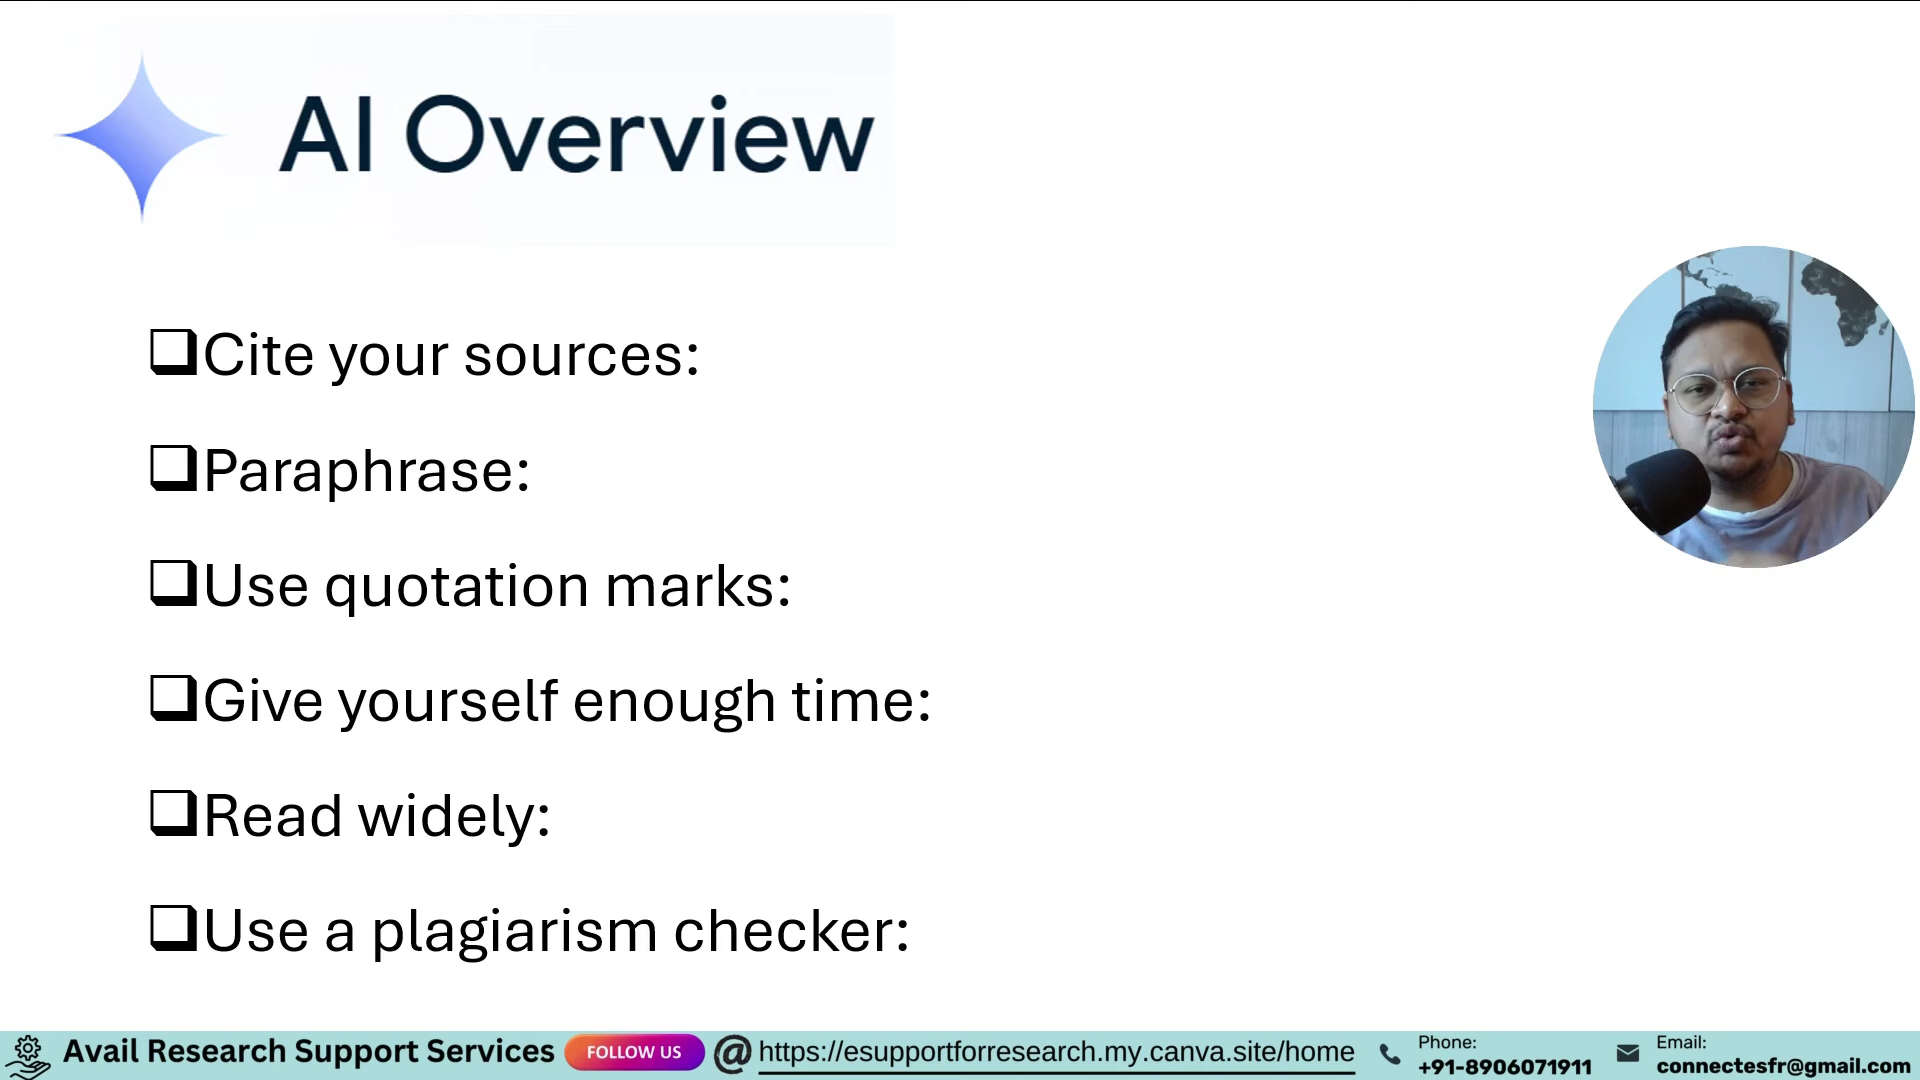 AI Overview
❑Cite your sources:
❑Paraphrase:
❑Use quotation marks:
❑Give yourself enough time:
❑Read widely:
❑Use a plagiarism checker:
Avail Research Support Services FOLLOW US @ https://esupportforresearch.my.canva.site/home
Phone:
+91-8906071911
Email:
connectesfr@gmail.com